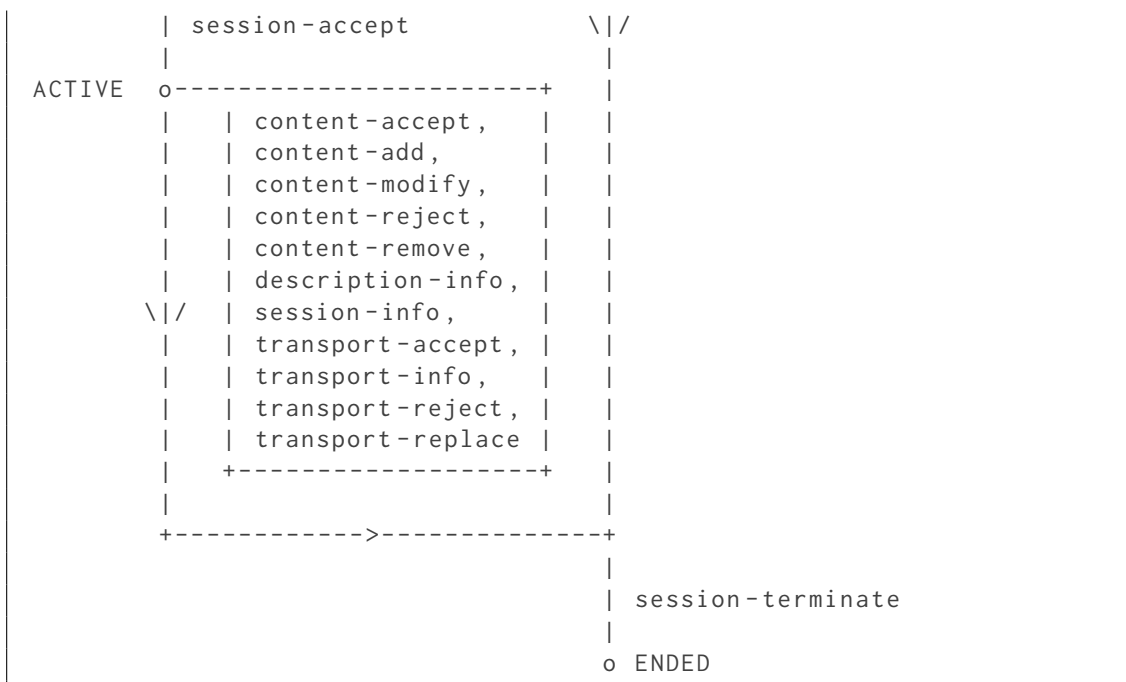 | session-accept \|/
| |
ACTIVE o-----------------------+ |
| | content-accept, | |
| | content-add, | |
| | content-modify, | |
| | content-reject, | |
| | content-remove, | |
| | description-info, | |
\|/ | session-info, | |
| | transport-accept, | |
| | transport-info, | |
| | transport-reject, | |
| | transport-replace | |
| +-------------------+ |
| |
+------------>--------------+
|
| session-terminate
|
o ENDED